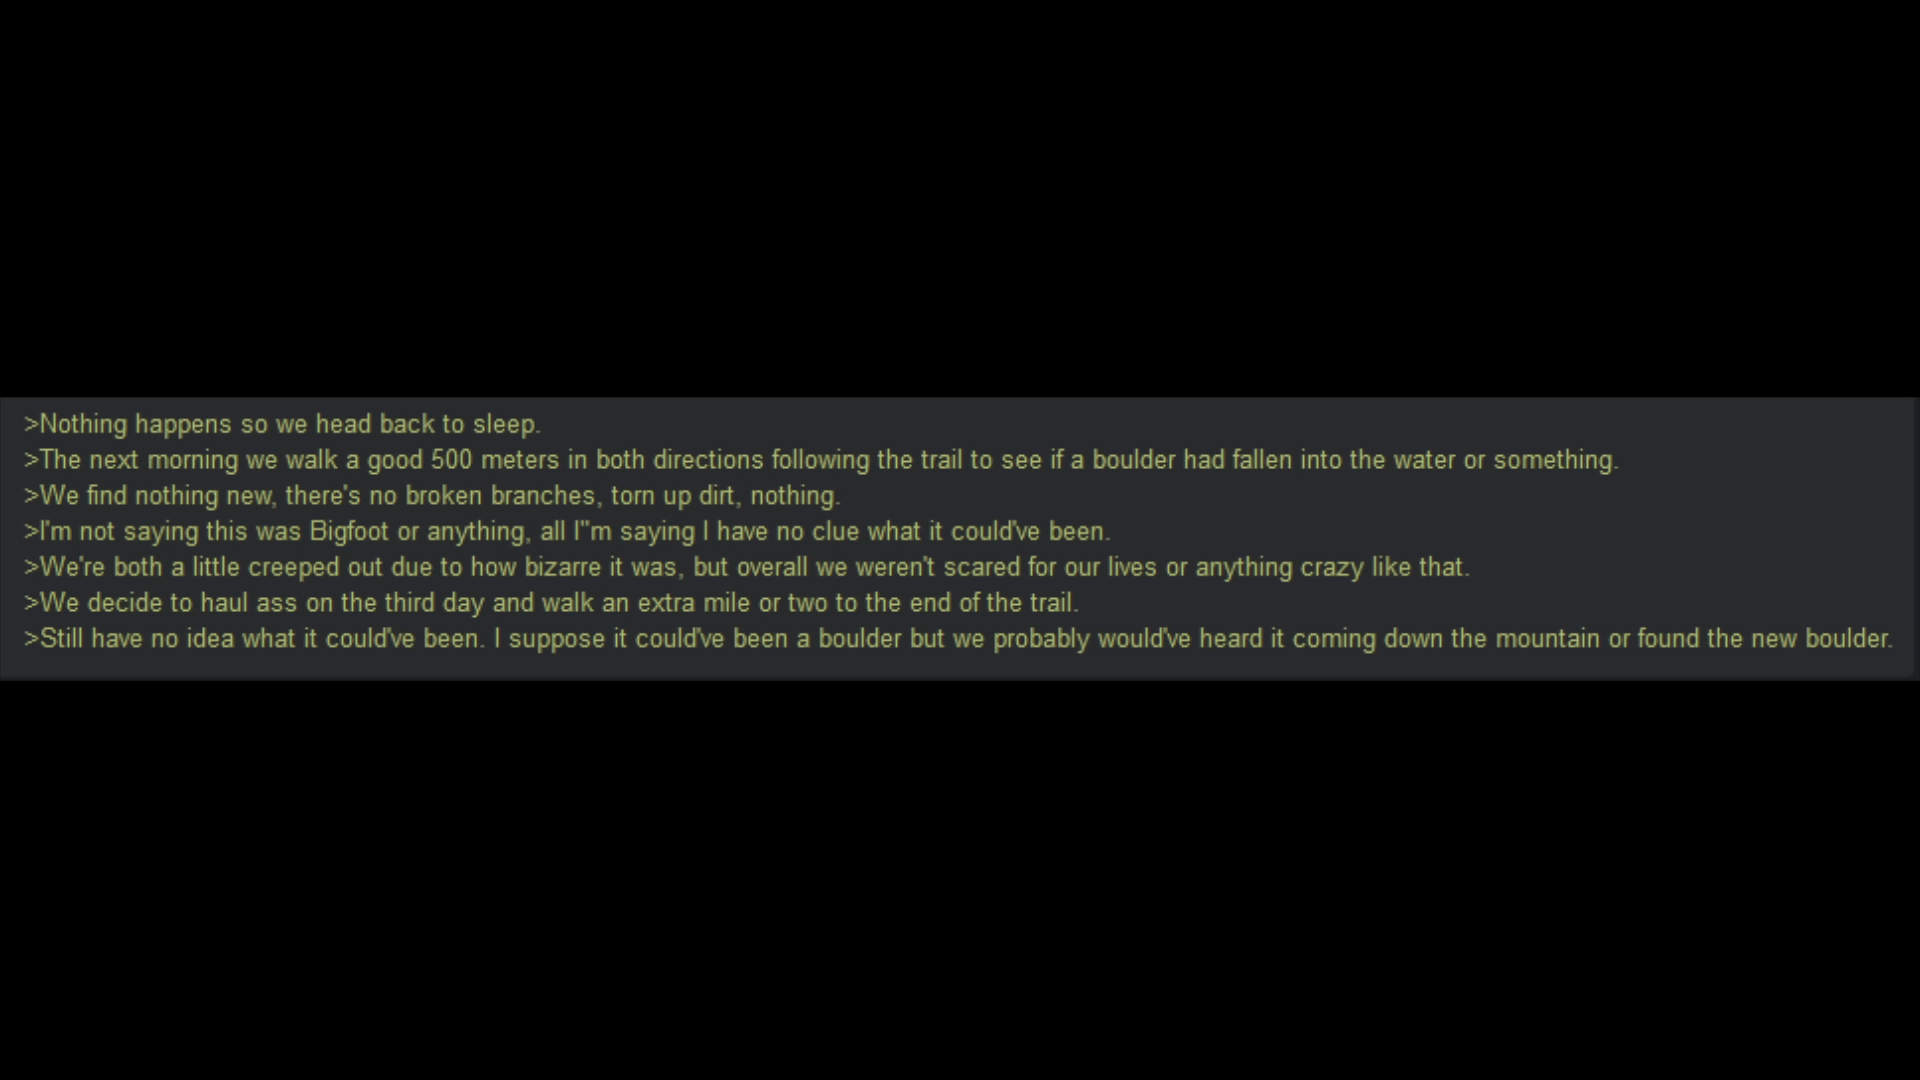 >Nothing happens so we head back to sleep.
>The next morning we walk a good 500 meters in both directions following the trail to see if a boulder had fallen into the water or something.
>We find nothing new, there's no broken branches, torn up dirt, nothing.
>I'm not saying this was Bigfoot or anything, all I"m saying I have no clue what it could've been.
>We're both a little creeped out due to how bizarre it was, but overall we weren't scared for our lives or anything crazy like that.
>We decide to haul ass on the third day and walk an extra mile or two to the end of the trail.
>Still have no idea what it could've been. I suppose it could've been a boulder but we probably would've heard it coming down the mountain or found the new boulder.